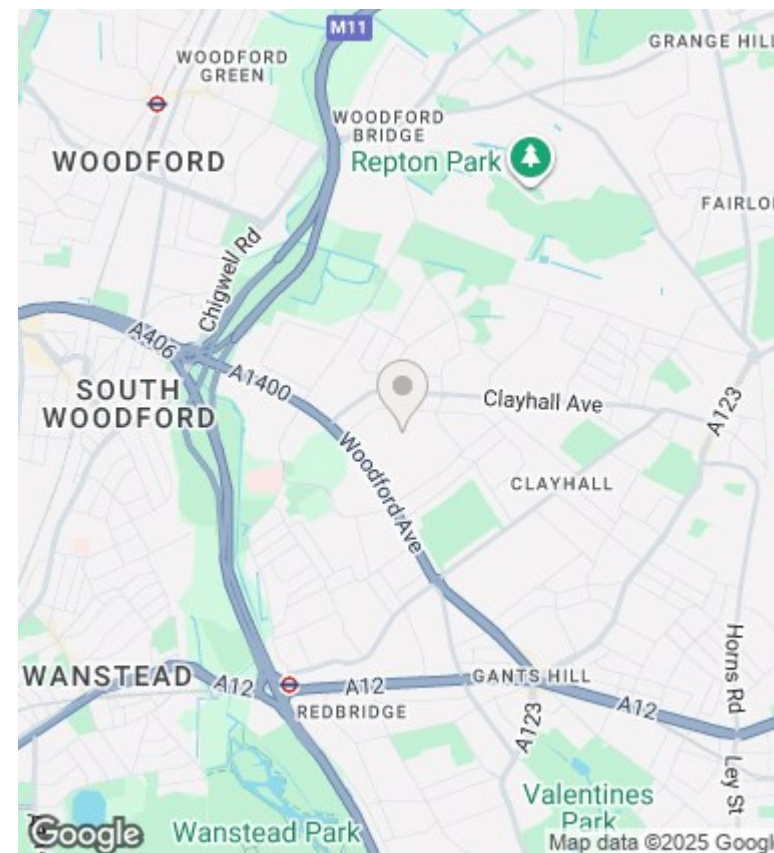 M11
WOODFORD
GREEN
GRANGE HILL
WOODFORD
BRIDGE
WOODFORD
Repton Park
Chigwell Rd
A406
A1400
SOUTH
WOODFORD
Clayhall Ave
A123
Woodford Ave
CLAYHALL
WANSTEAD
A12
A12
GANTS HILL
REDBRIDGE
A12
A123
Horns Rd
Ley St
Valentines
Park
Wanstead Park
Google
Map data ©2025 Googl